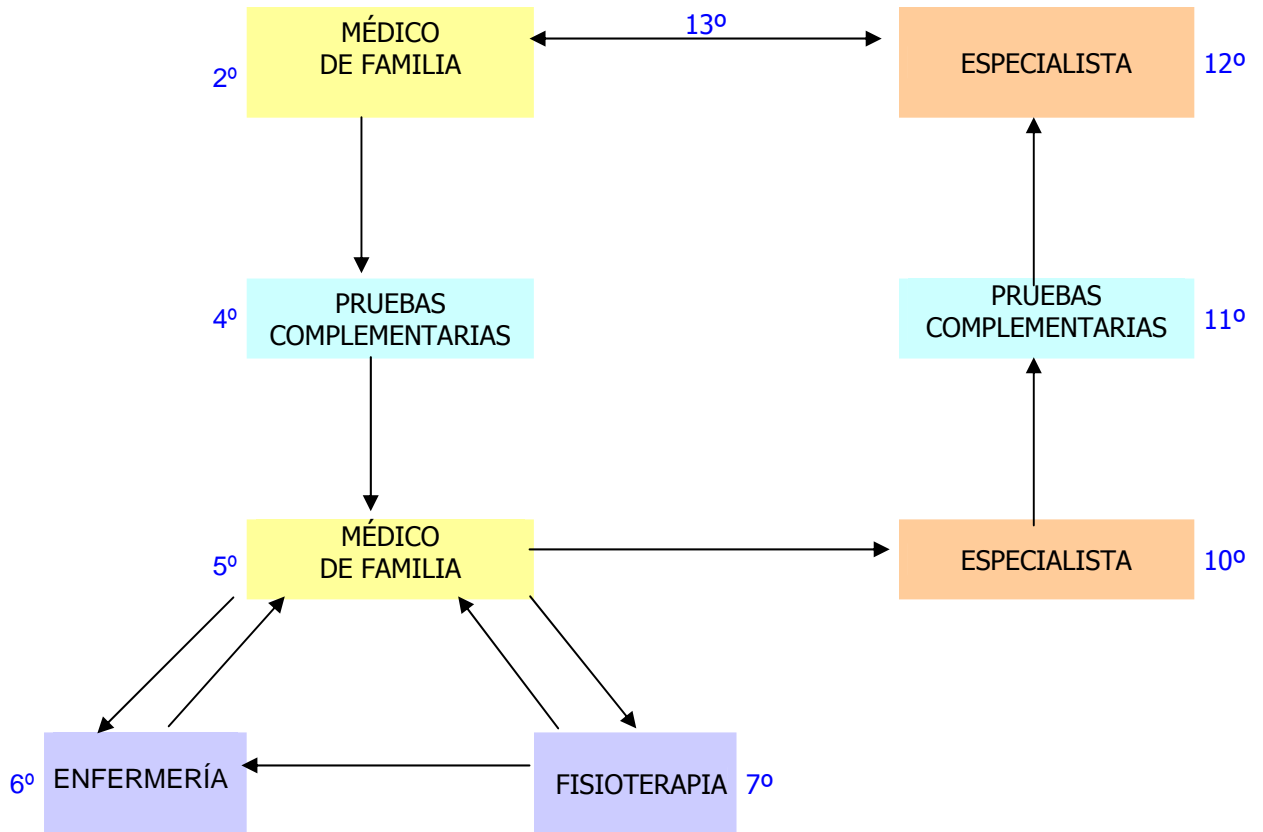 13º
MÉDICO
DE FAMILIA
2º
ESPECIALISTA
12º
4º
PRUEBAS
COMPLEMENTARIAS
PRUEBAS
COMPLEMENTARIAS
11º
MÉDICO
DE FAMILIA
5º
ESPECIALISTA
10º
6º
ENFERMERÍA
FISIOTERAPIA
7º